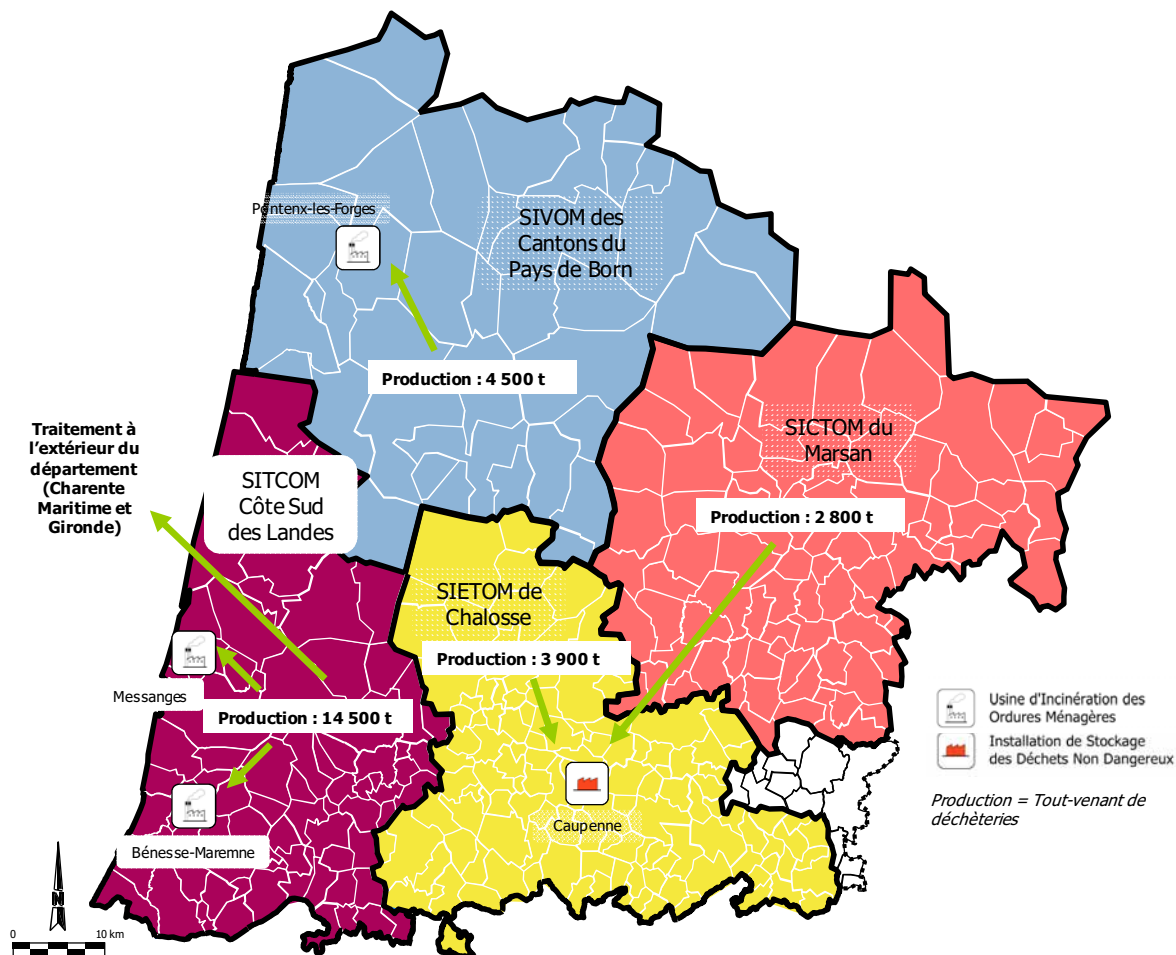 Pontenx-les-Forges
SIVOM des
Cantons du
Pays de Born
Production : 4 500 t
Traitement à
l'extérieur du
département
(Charente
Maritime et
Gironde)
SITCOM
Côte Sud
des Landes
SICTOM du
Marsan
Production : 2 800 t
SIETOM de
Chalosse
Production : 3 900 t
Messanges
Production : 14 500 t
Usine d'Incinération des
Ordures Ménagères
Installation de Stockage
des Déchets Non Dangereux
Production = Tout-venant de
déchèteries
Caupenne
Bénesse-Maremne
N
0 10 km